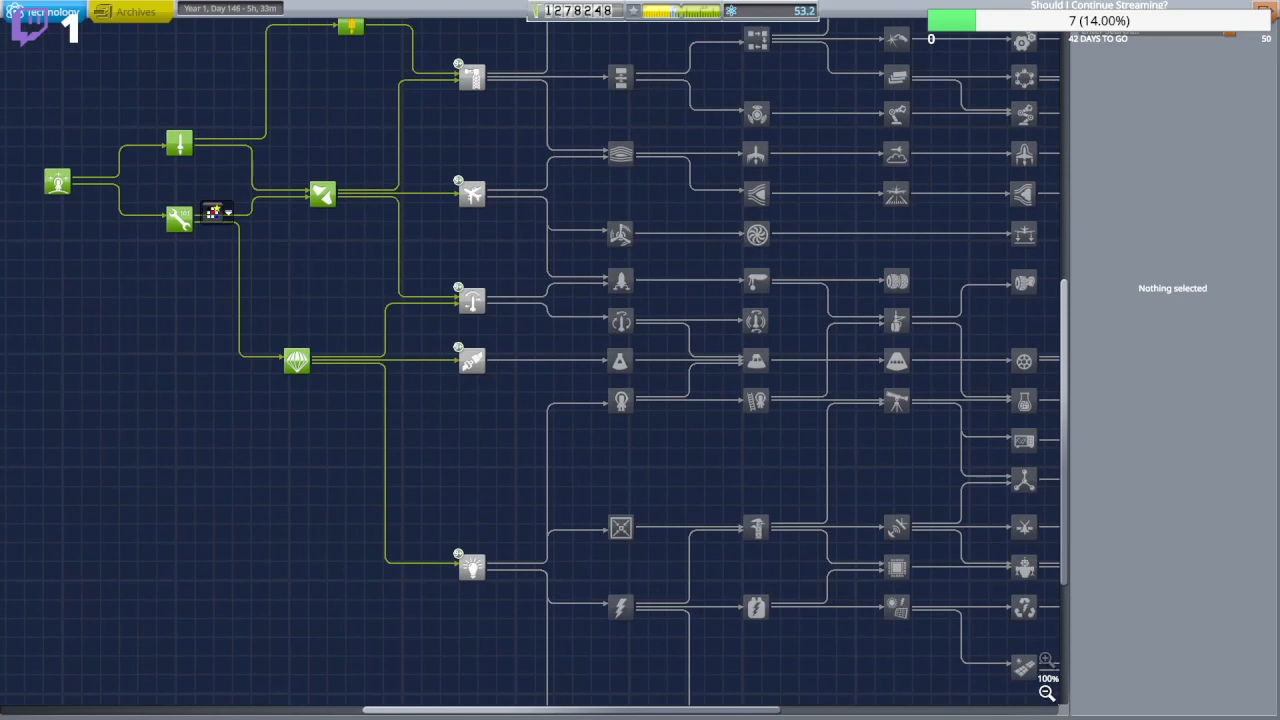 Technology
Archives
Year 1, Day 146 - 5h, 33m
1278248
53.2
Should I Continue Streaming?
7 (14.00%)
1
0
42 DAYS TO GO
50
Nothing selected
100%